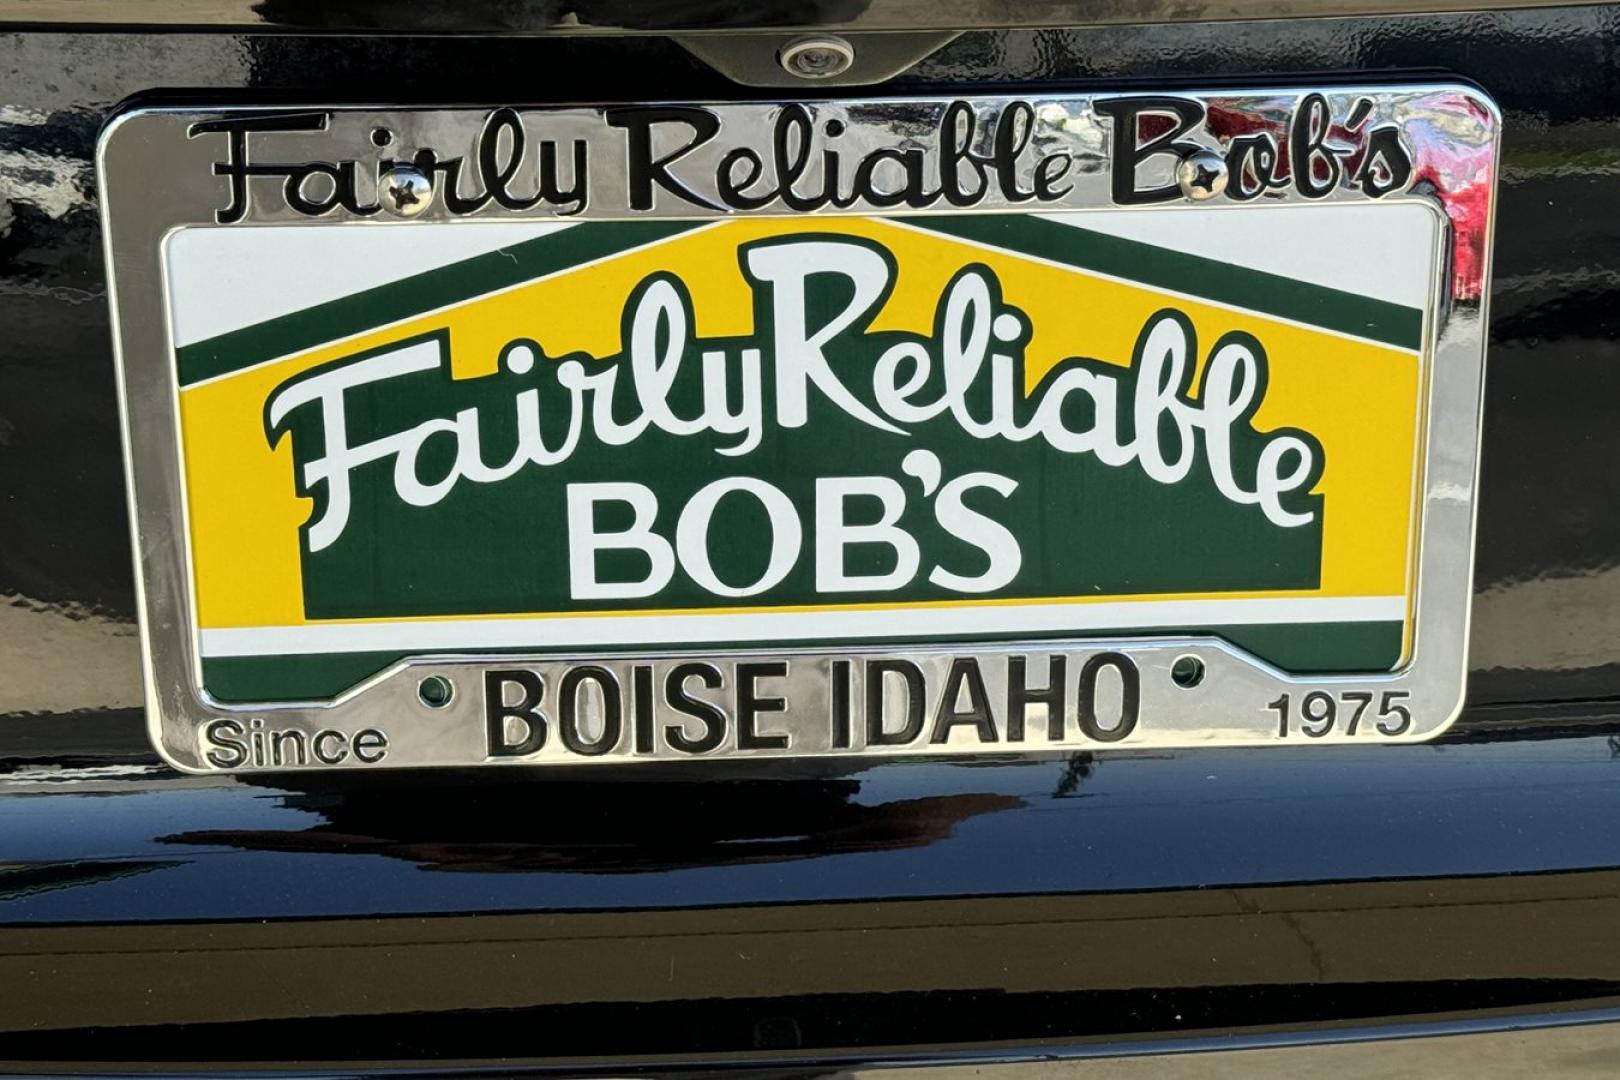 Fairly Reliable Bob's
Fairly Reliable
BOB'S
BOISE IDAHO
Since 1975